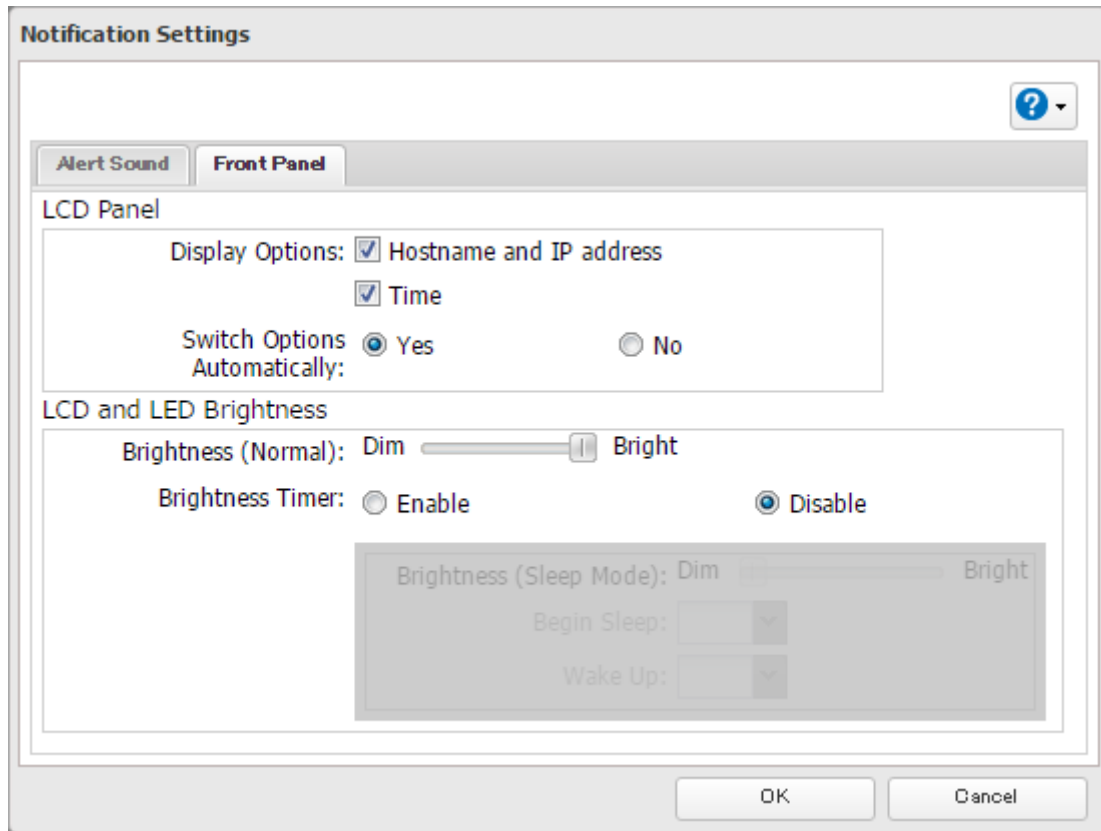 Notification Settings
?
Alert Sound Front Panel
LCD Panel
Display Options: Hostname and IP address
Time
Switch Options
Automatically: Yes No
LCD and LED Brightness
Brightness (Normal): Dim Bright
Brightness Timer: Enable Disable
Brightness (Sleep Mode): Dim Bright
Begin Sleep:
Wake Up:
OK Cancel